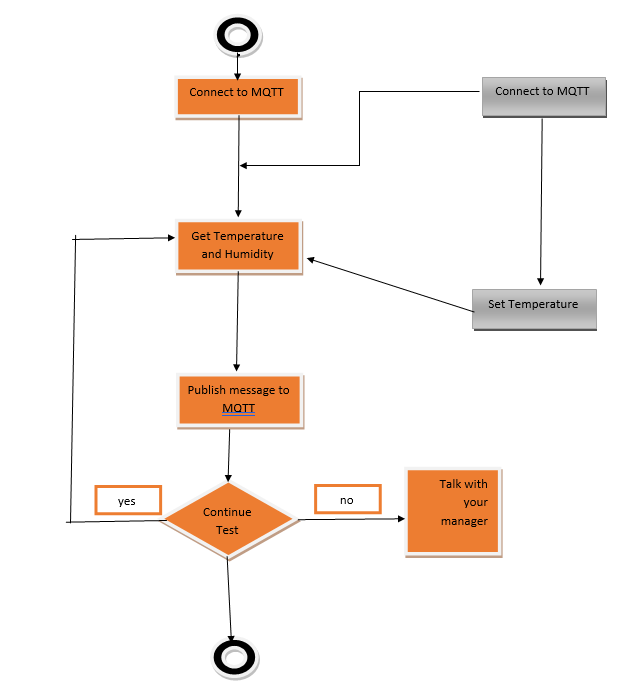 Connect to MQTT
Connect to MQTT
Get Temperature
and Humidity
Set Temperature
Publish message to
MQTT
yes
Continue
Test
no
Talk with
your
manager